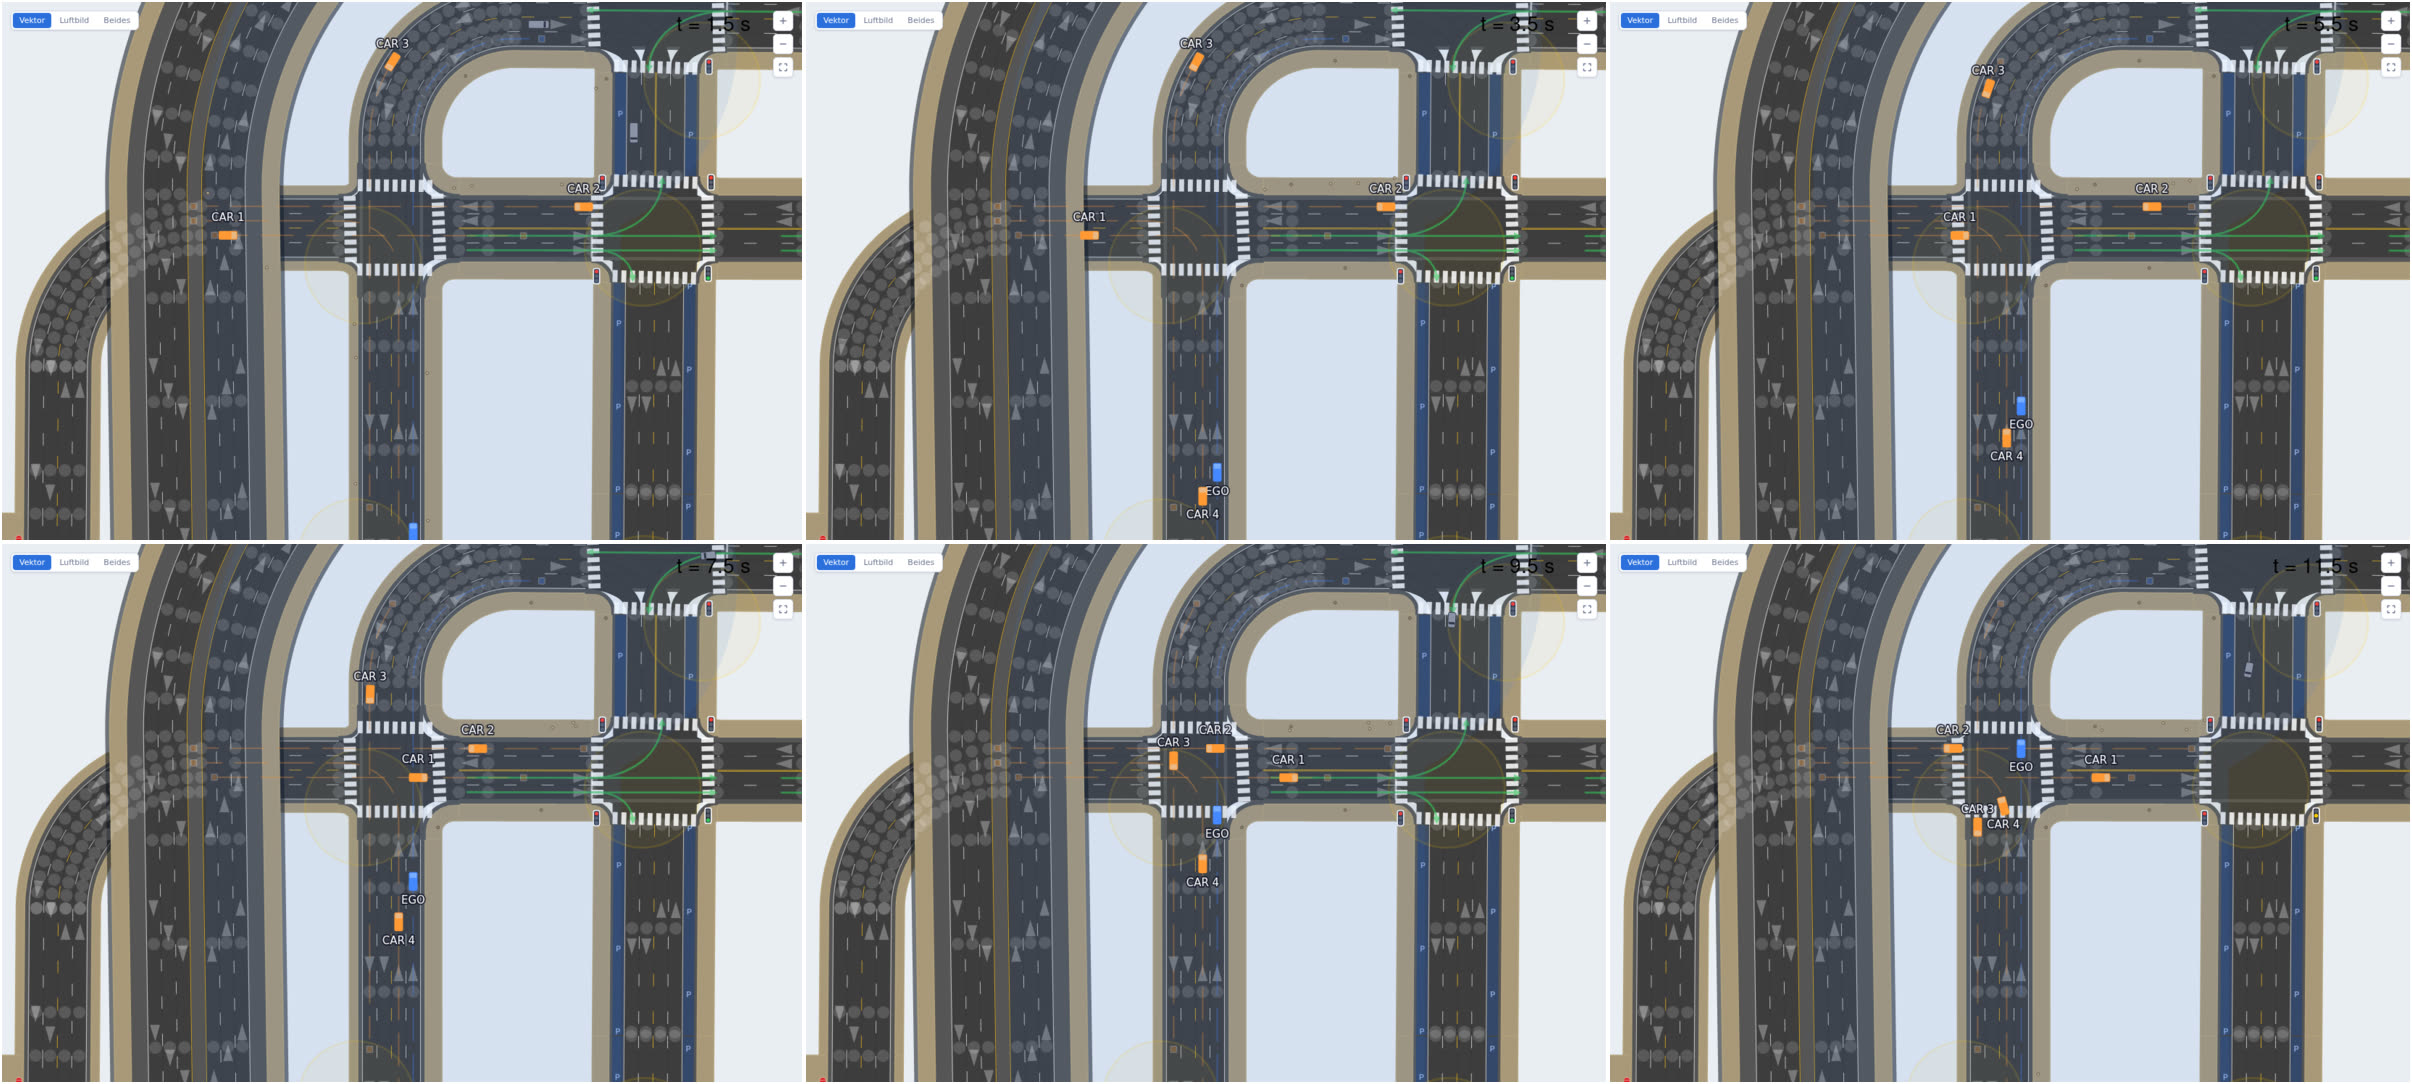 Vektor Luftbild Beides t = 1.5 s +
−
CAR 3
P
P
CAR 2
CAR 1
P
P
P
P
P
P
P
Vektor Luftbild Beides t = 3.5 s +
−
CAR 3
P
P
CAR 2
CAR 1
P
P
P
P
P
EGO
CAR 4
P
P
Vektor Luftbild Beides t = 5.5 s +
−
CAR 3
P
P
CAR 2
CAR 1
P
P
P
EGO
P
CAR 4
P
P
P
Vektor Luftbild Beides t = 7.5 s +
−
P
CAR 3
P
CAR 2
CAR 1
P
EGO
P
CAR 4
P
P
P
P
P
Vektor Luftbild Beides t = 9.5 s +
−
P
P
CAR 2
CAR 3
CAR 1
EGO
P
CAR 4
P
P
P
P
P
P
Vektor Luftbild Beides t = 11.5 s +
−
P
P
CAR 2
CAR 1
EGO
CAR 3
CAR 4
P
P
P
P
P
P
P